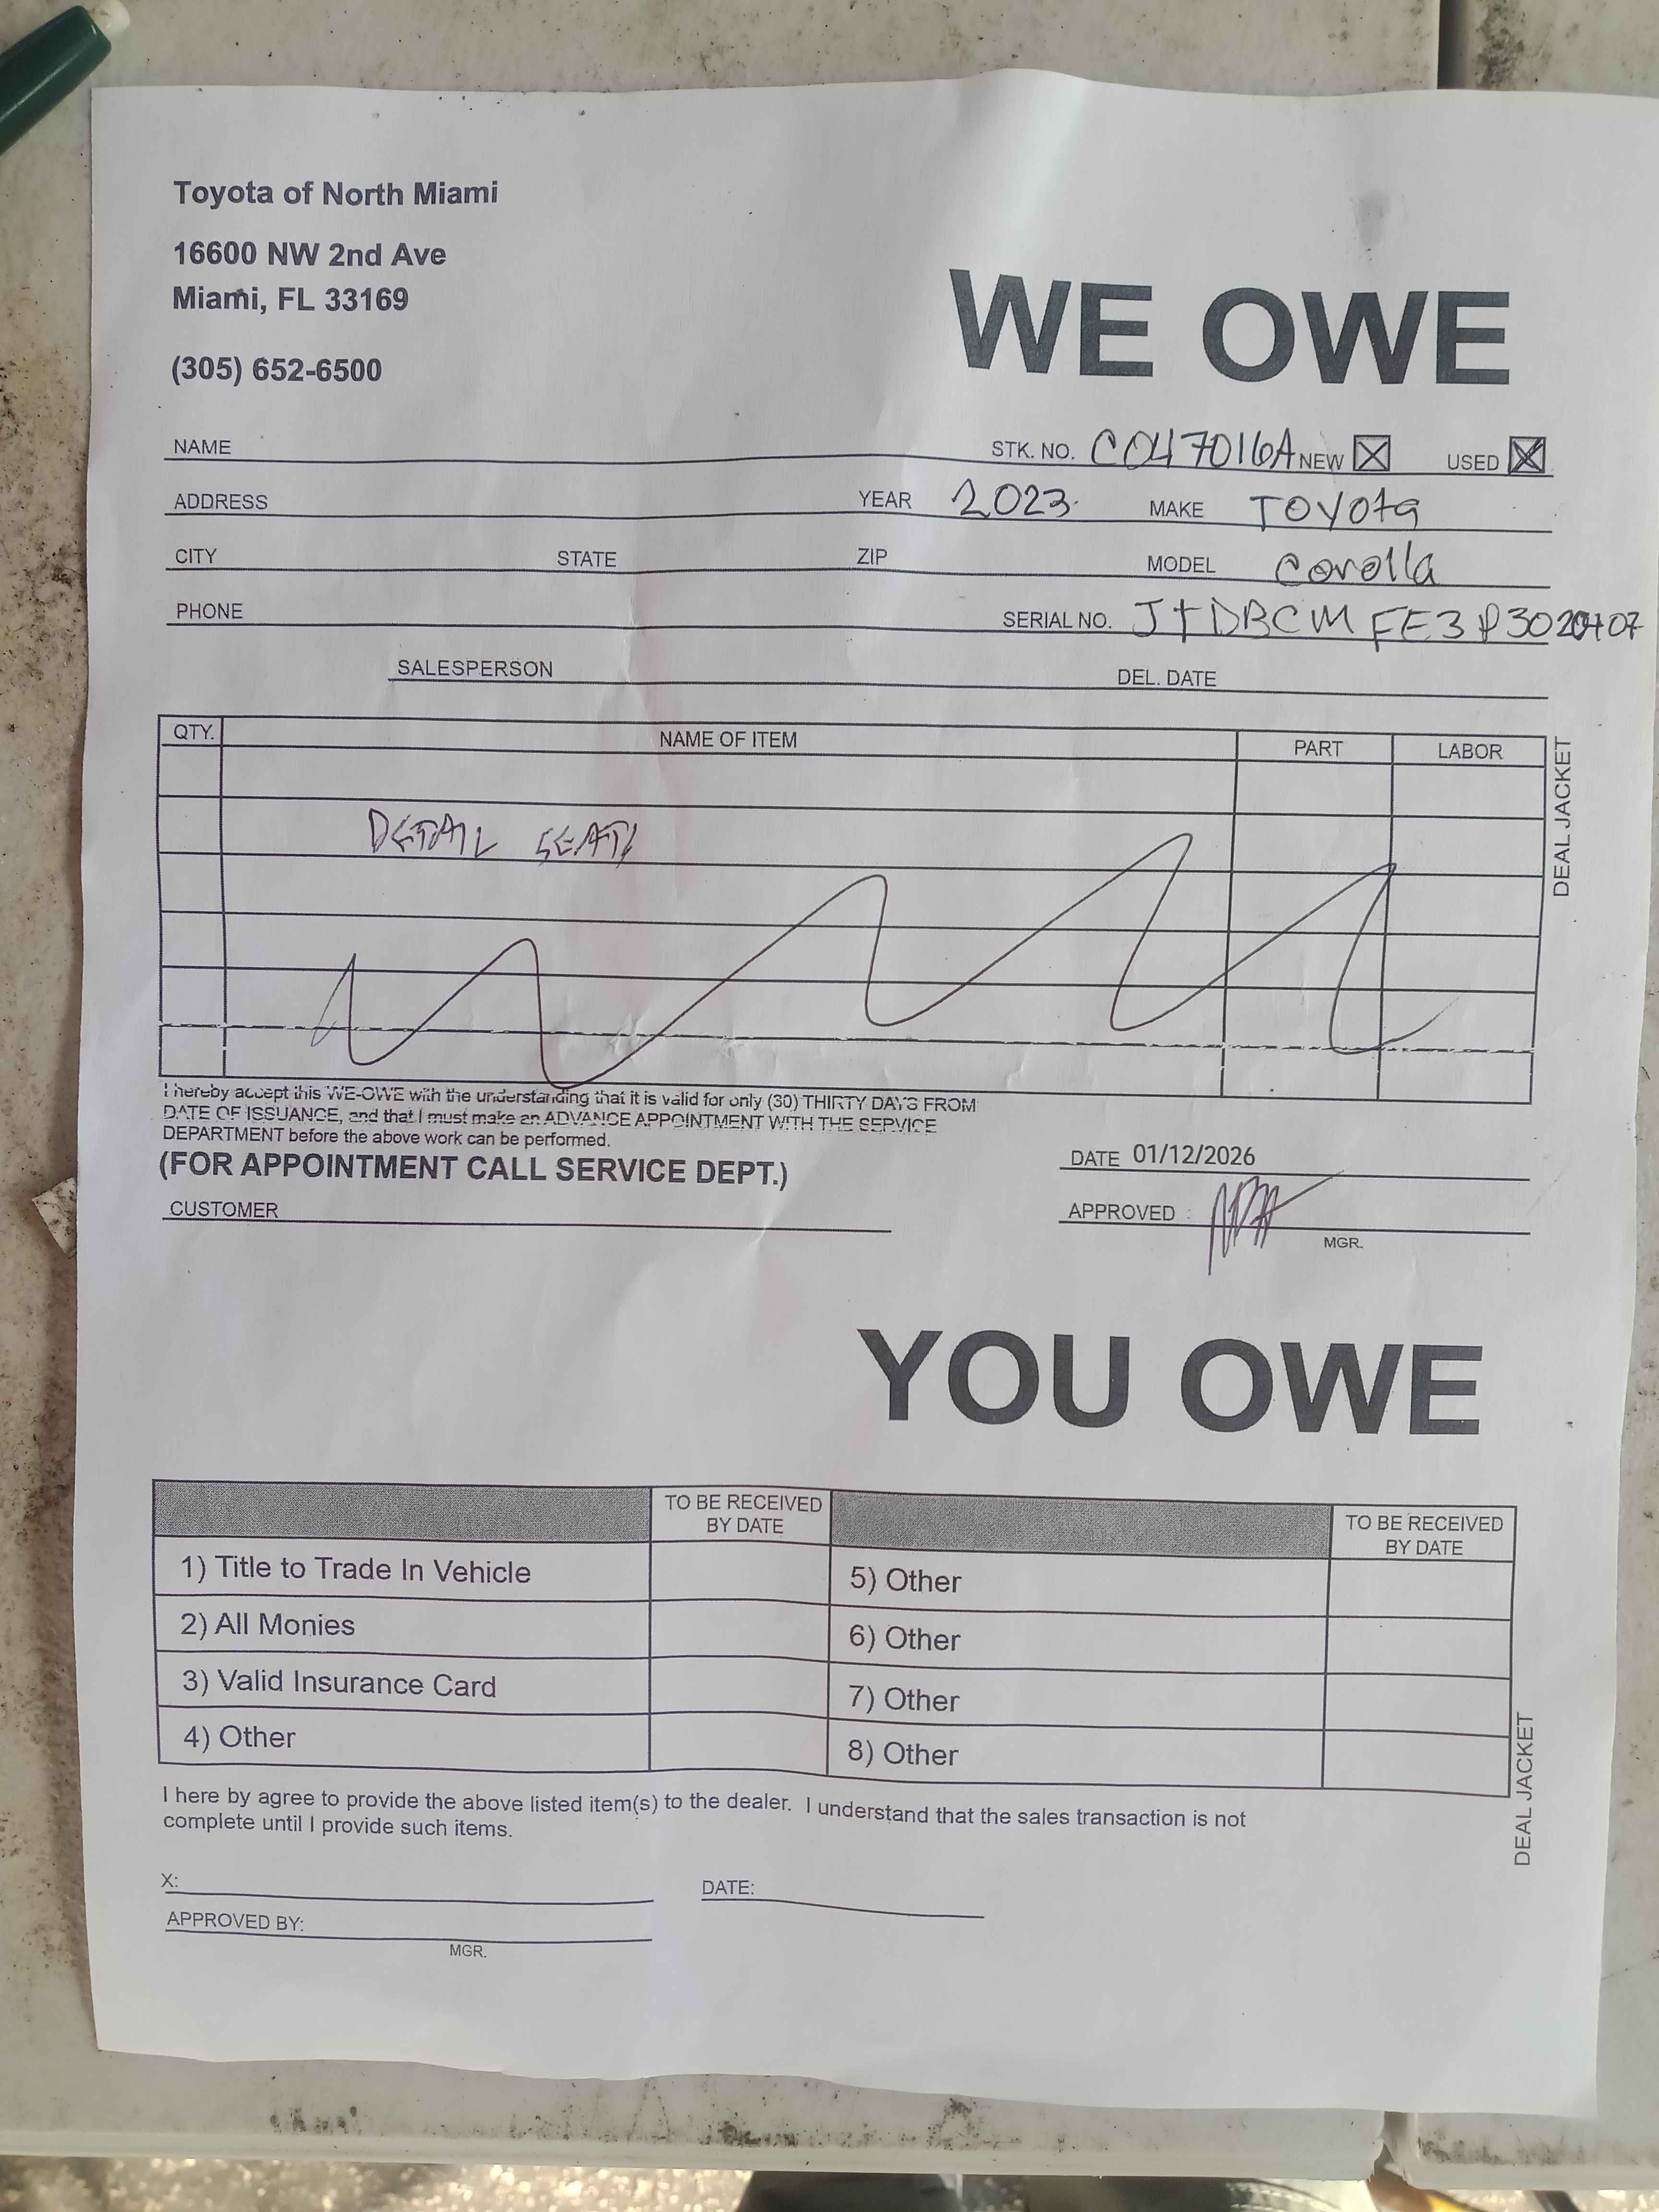 Toyota of North Miami
16600 NW 2nd Ave
Miami, FL 33169
(305) 652-6500
WE OWE
NAME STK. NO. CO47016A NEW USED
ADDRESS YEAR 2023 MAKE TOYOTA
CITY STATE ZIP MODEL Corolla
PHONE SERIAL NO. JTDBCMFE3P3020407
SALESPERSON DEL. DATE
QTY. NAME OF ITEM PART LABOR
DETAIL SEATS
DEAL JACKET
I hereby accept this WE-OWE with the understanding that it is valid for only (30) THIRTY DAYS FROM
DATE OF ISSUANCE, and that I must make an ADVANCE APPOINTMENT WITH THE SERVICE
DEPARTMENT before the above work can be performed.
(FOR APPOINTMENT CALL SERVICE DEPT.)
DATE 01/12/2026
CUSTOMER APPROVED :
MGR.
YOU OWE
TO BE RECEIVED BY DATE TO BE RECEIVED BY DATE
1) Title to Trade In Vehicle 5) Other
2) All Monies 6) Other
3) Valid Insurance Card 7) Other
4) Other 8) Other
DEAL JACKET
I here by agree to provide the above listed item(s) to the dealer. I understand that the sales transaction is not
complete until I provide such items.
X: DATE:
APPROVED BY:
MGR.